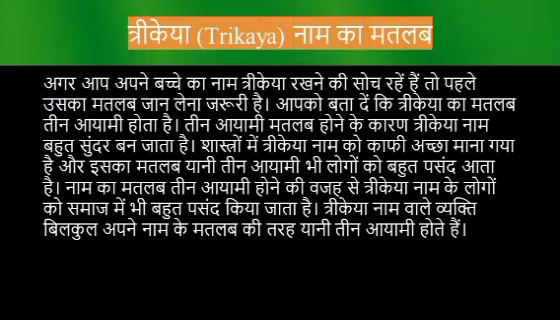 त्रीकेया (Trikaya) नाम का मतलब
अगर आप अपने बच्चे का नाम त्रीकेया रखने की सोच रहें हैं तो पहले
उसका मतलब जान लेना जरूरी है। आपको बता दें कि त्रीकेया का मतलब
तीन आयामी होता है। तीन आयामी मतलब होने के कारण त्रीकेया नाम
बहुत सुंदर बन जाता है। शास्त्रों में त्रीकेया नाम को काफी अच्छा माना गया
है और इसका मतलब यानी तीन आयामी भी लोगों को बहुत पसंद आता
है। नाम का मतलब तीन आयामी होने की वजह से त्रीकेया नाम के लोगों
को समाज में भी बहुत पसंद किया जाता है। त्रीकेया नाम वाले व्यक्ति
बिलकुल अपने नाम के मतलब की तरह यानी तीन आयामी होते हैं।